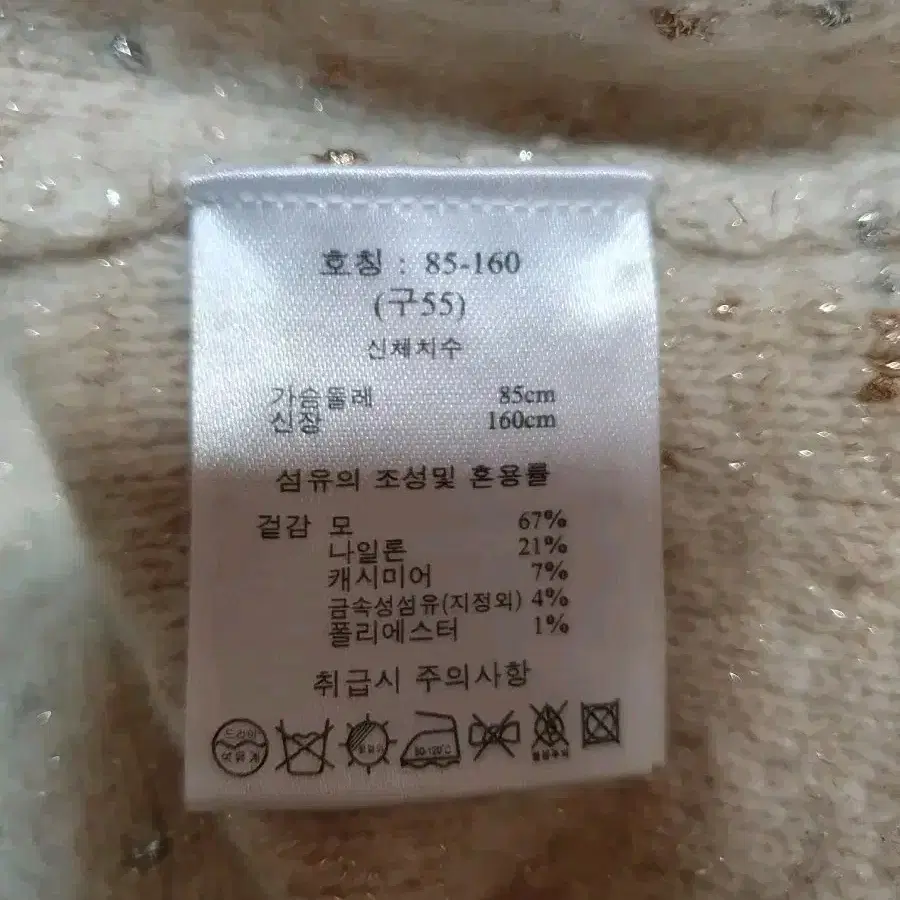 호칭 : 85-160
(구55)
신체치수
가슴둘레 85cm
신장 160cm
섬유의 조성및 혼용률
겉감 모 67%
나일론 21%
캐시미어 7%
금속성섬유(지정외) 4%
폴리에스터 1%
취급시 주의사항
드라이